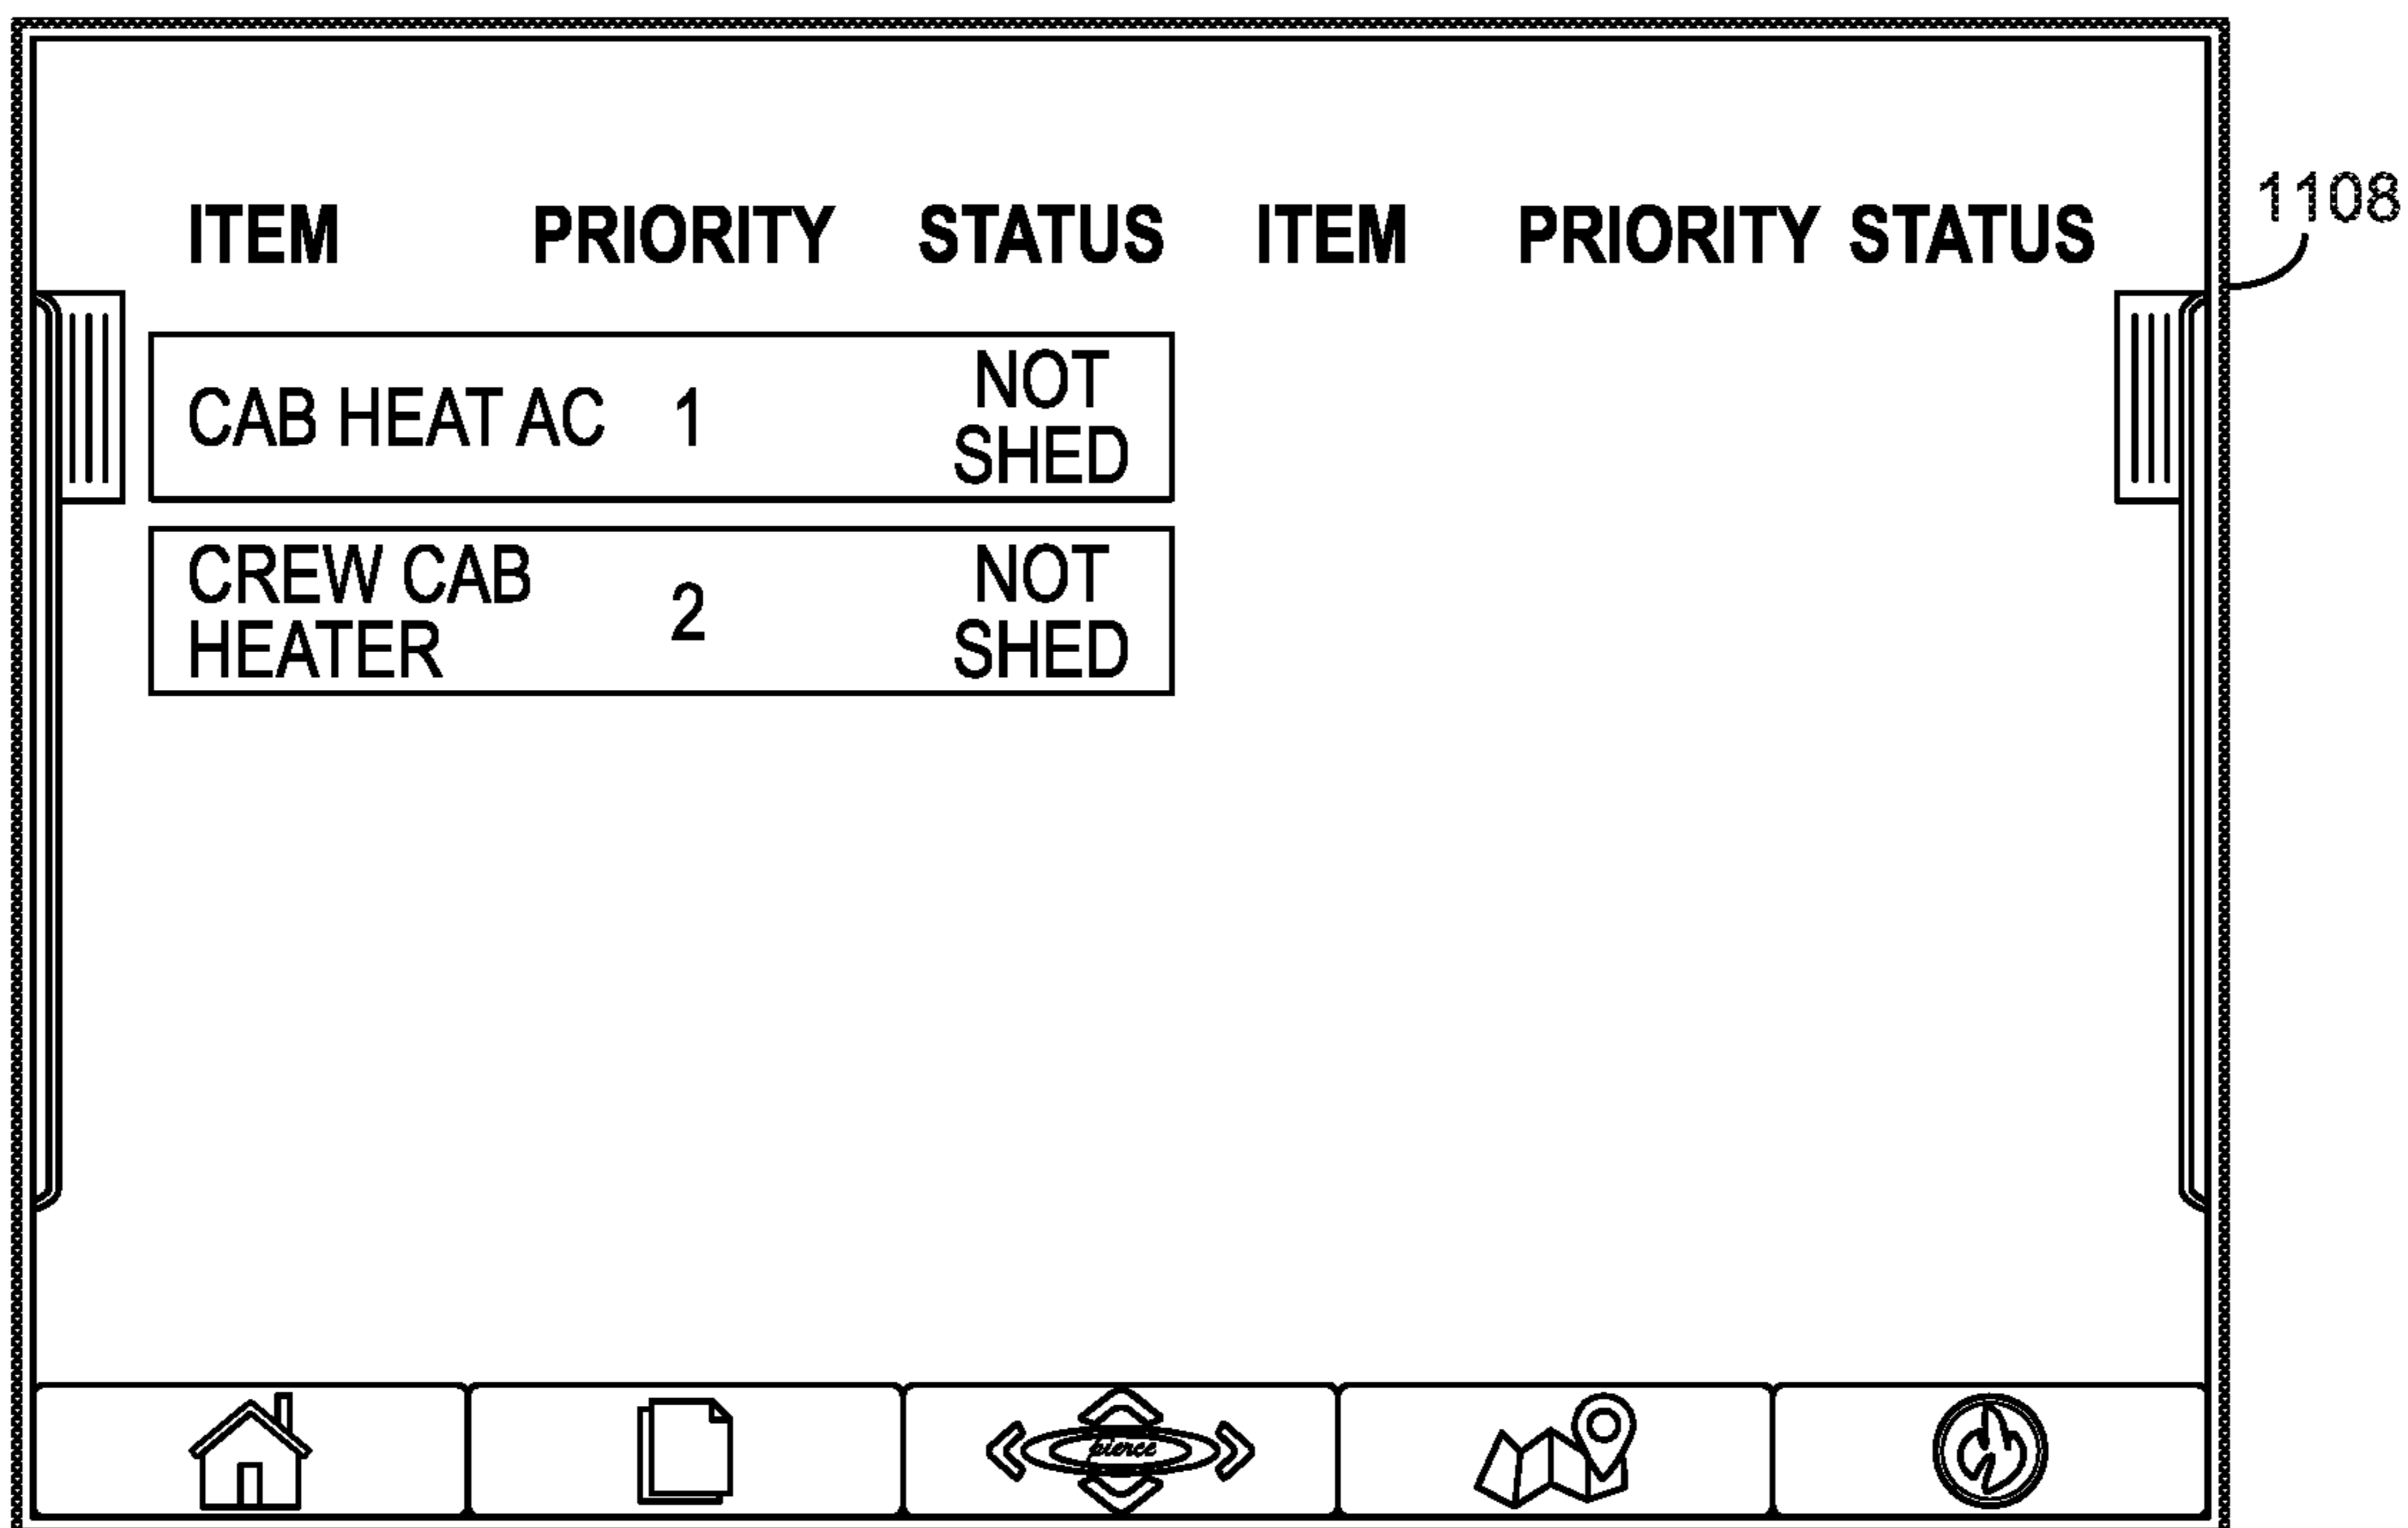 ITEM PRIORITY STATUS ITEM PRIORITY STATUS
1108
CAB HEAT AC 1 NOT SHED
CREW CAB HEATER 2 NOT SHED
pierce